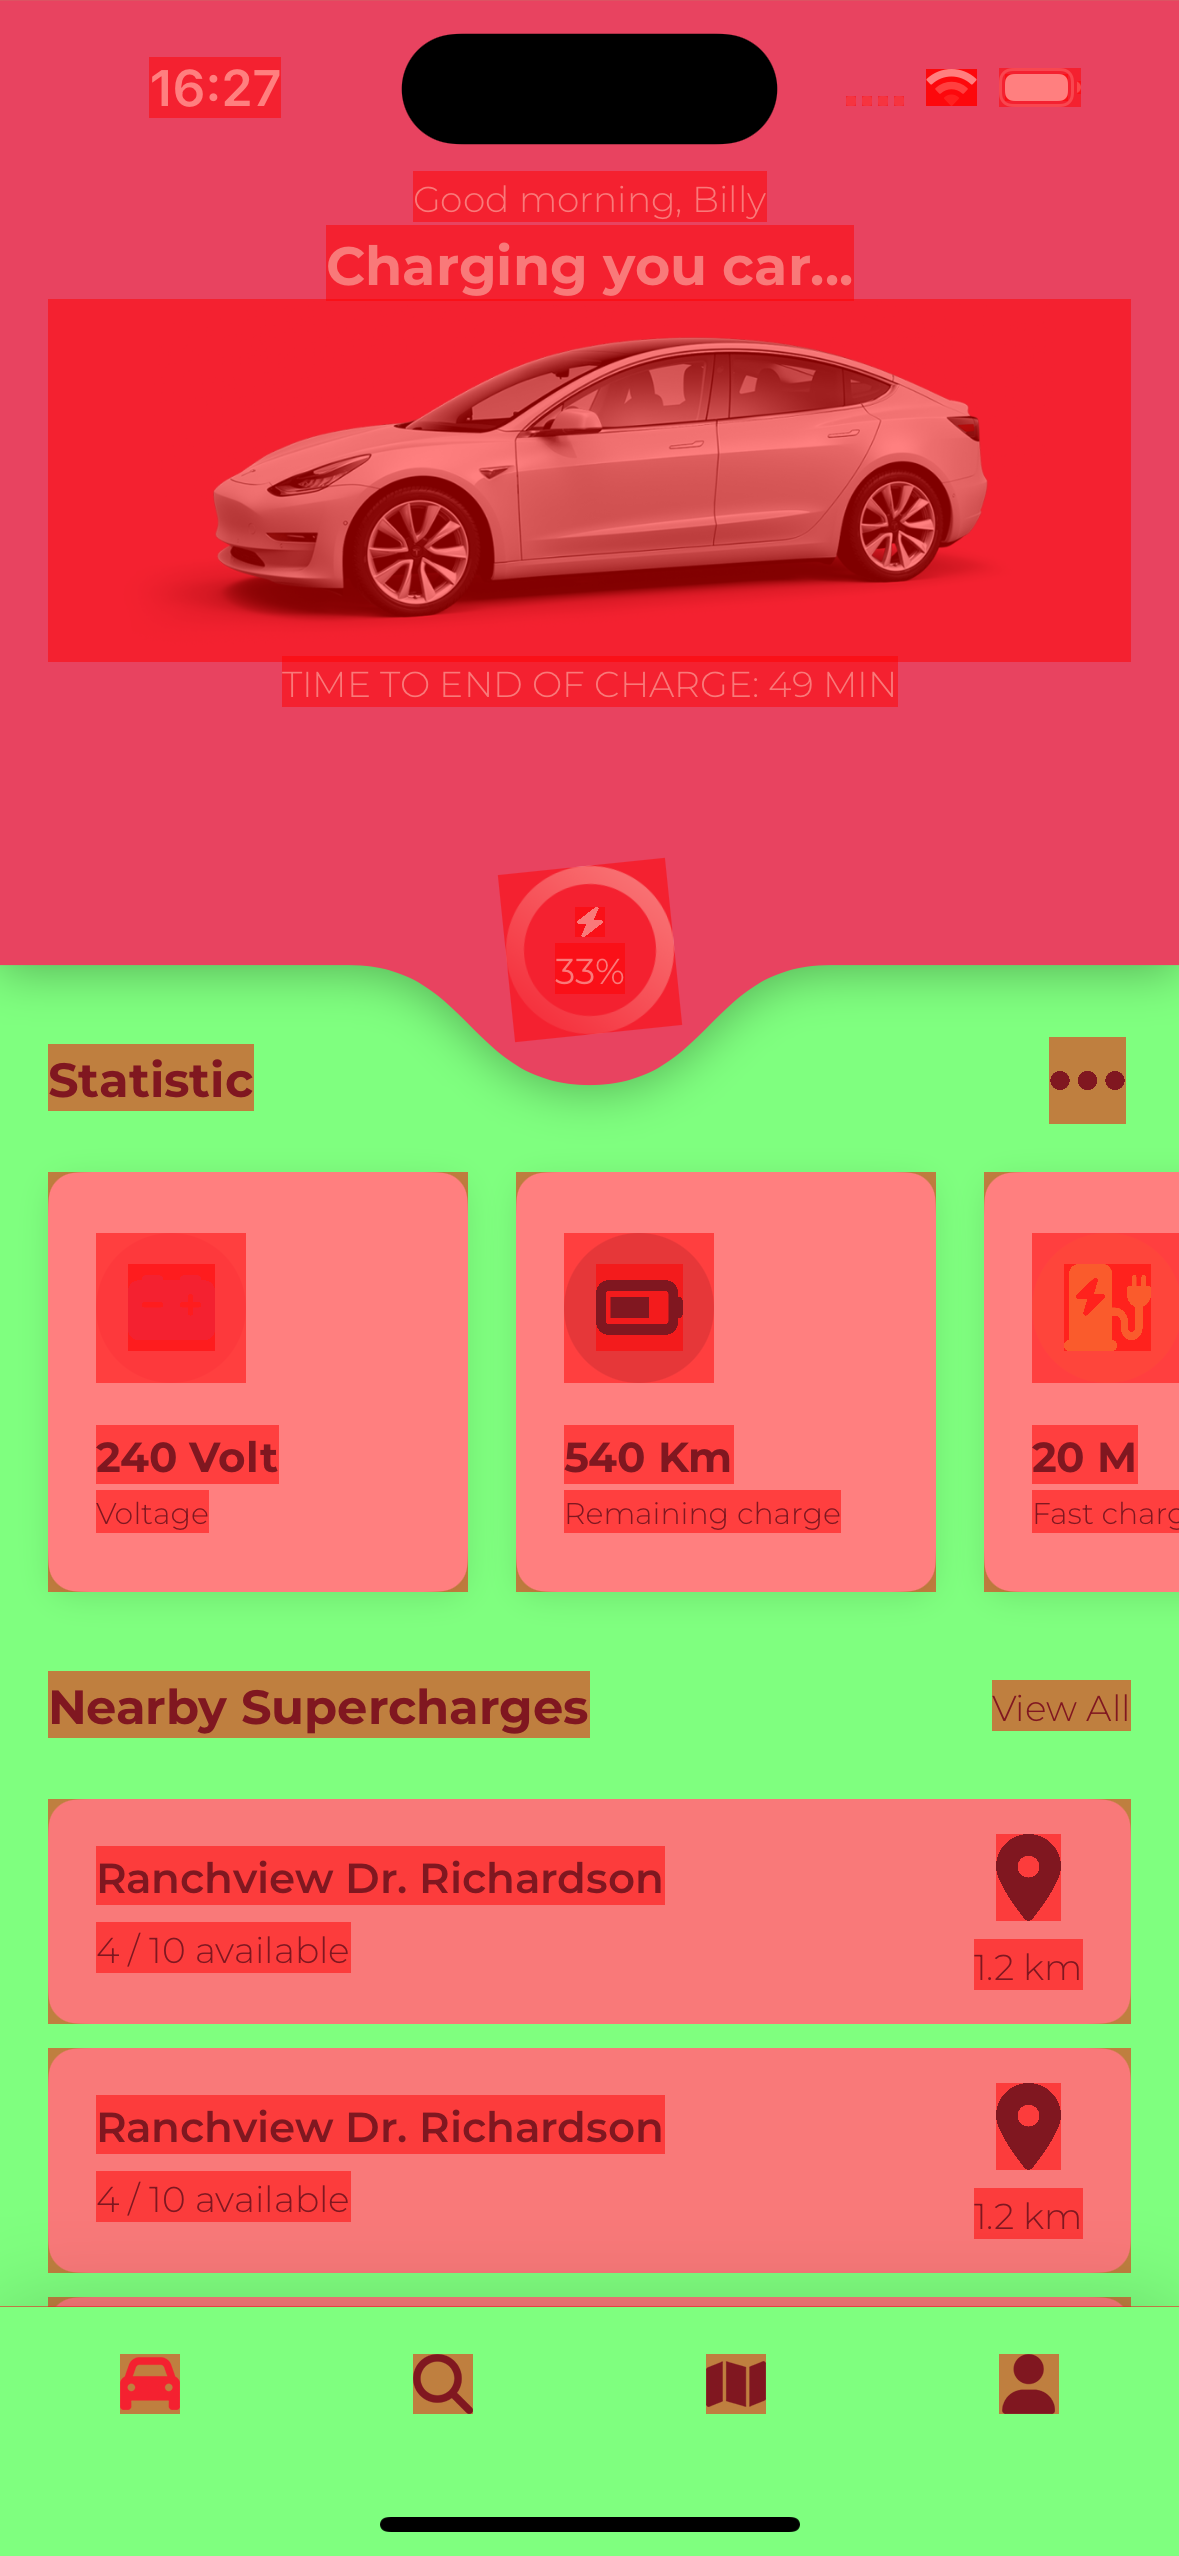 16:27
Good morning, Billy
Charging you car...
TIME TO END OF CHARGE: 49 MIN
33%
Statistic
240 Volt
Voltage
540 Km
Remaining charge
20 M
Fast charg
Nearby Supercharges
View All
Ranchview Dr. Richardson
4 / 10 available
1.2 km
Ranchview Dr. Richardson
4 / 10 available
1.2 km